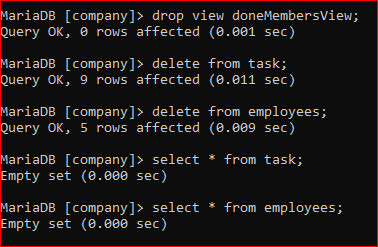 MariaDB [company]> drop view doneMembersView;
Query OK, 0 rows affected (0.001 sec)
MariaDB [company]> delete from task;
Query OK, 9 rows affected (0.011 sec)
MariaDB [company]> delete from employees;
Query OK, 5 rows affected (0.009 sec)
MariaDB [company]> select * from task;
Empty set (0.000 sec)
MariaDB [company]> select * from employees;
Empty set (0.000 sec)